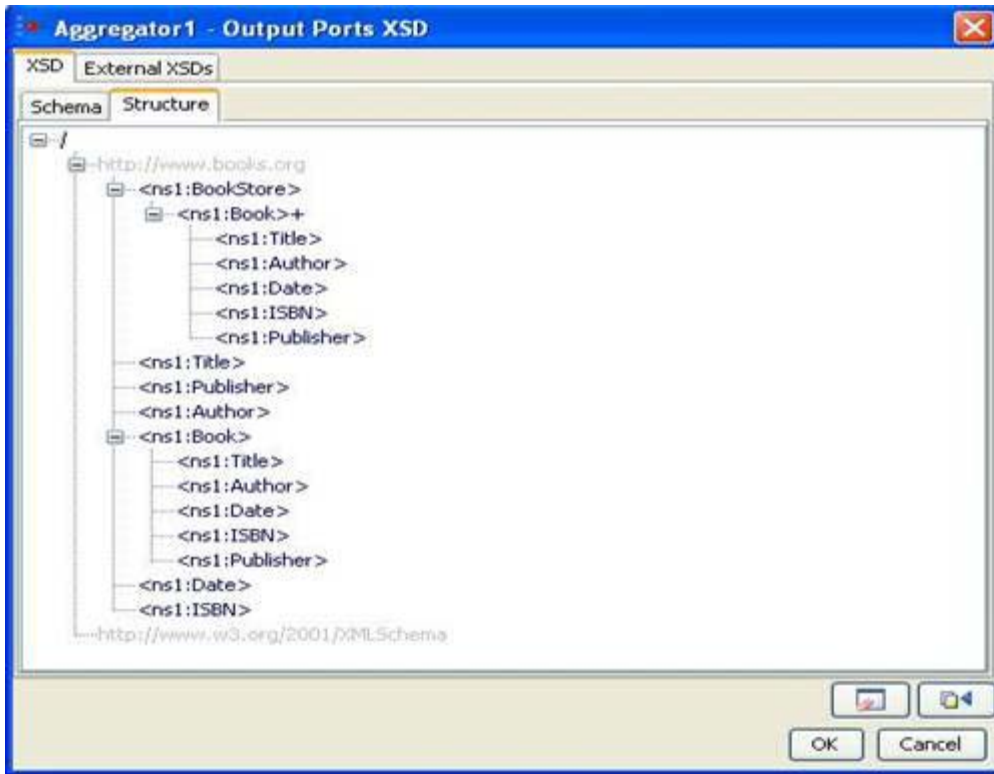 Aggregator1 - Output Ports XSD
XSD External XSDs
Schema Structure
/
http://www.books.org
<ns1:BookStore>
<ns1:Book>+
<ns1:Title>
<ns1:Author>
<ns1:Date>
<ns1:ISBN>
<ns1:Publisher>
<ns1:Title>
<ns1:Publisher>
<ns1:Author>
<ns1:Book>
<ns1:Title>
<ns1:Author>
<ns1:Date>
<ns1:ISBN>
<ns1:Publisher>
<ns1:Date>
<ns1:ISBN>
http://www.w3.org/2001/XMLSchema
OK Cancel